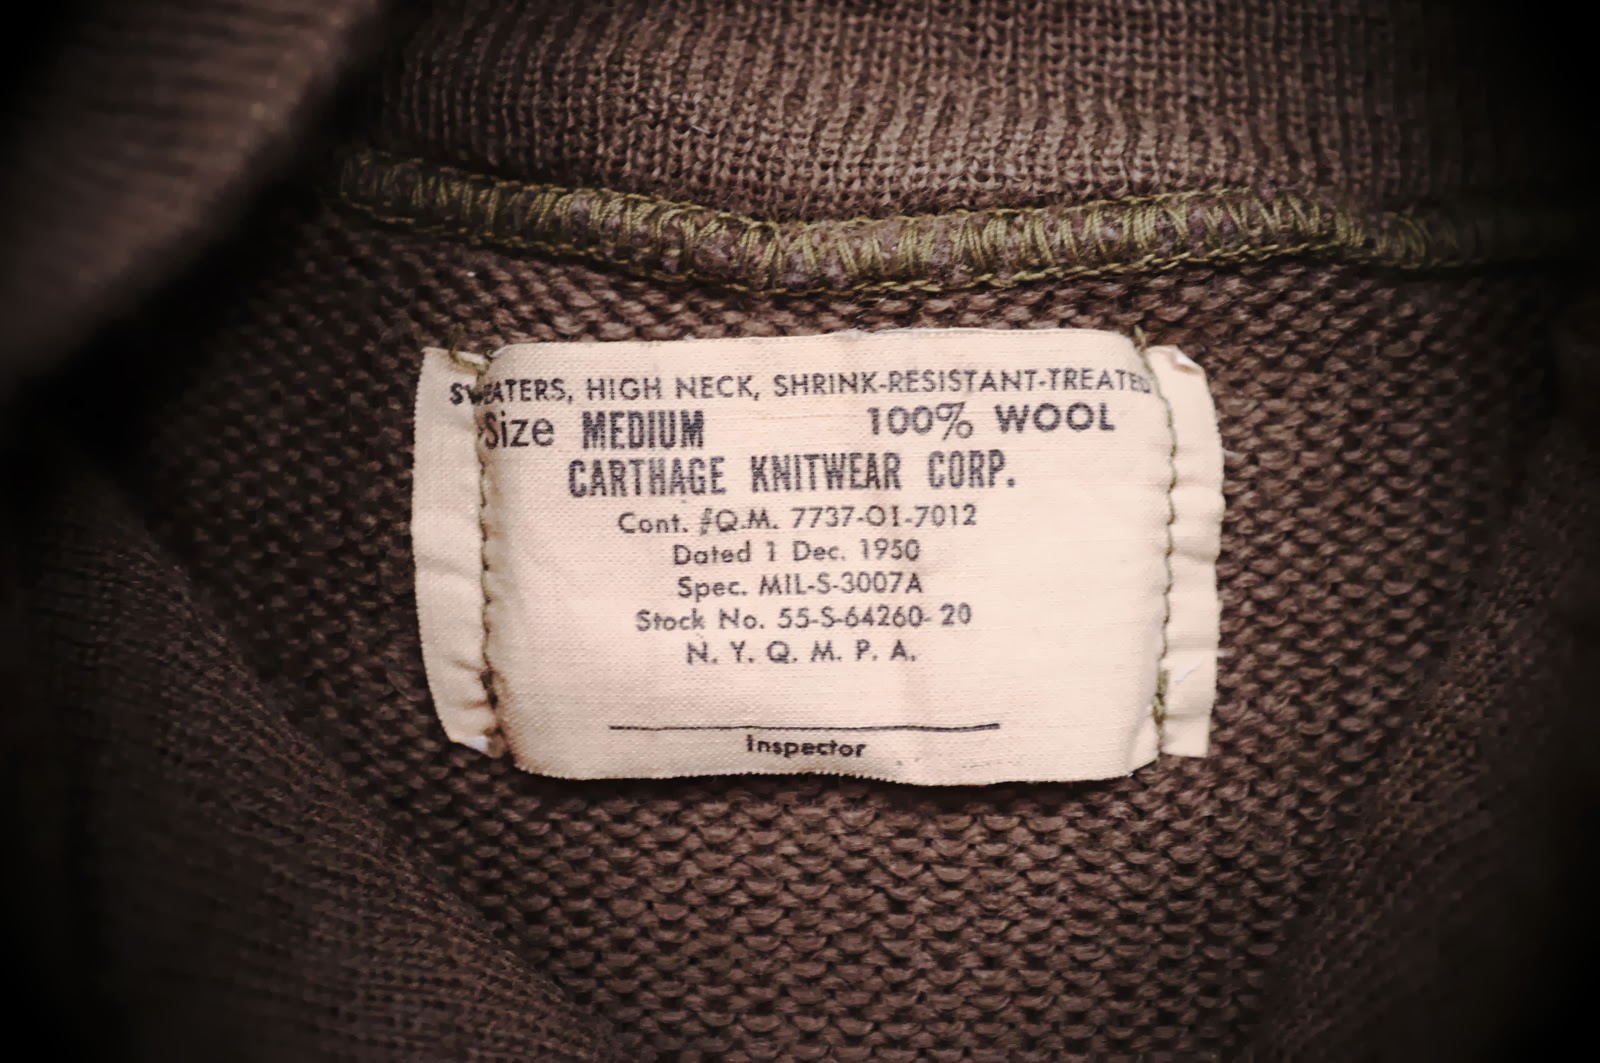 SWEATERS, HIGH NECK, SHRINK-RESISTANT-TREATED
Size MEDIUM 100% WOOL
CARTHAGE KNITWEAR CORP.
Cont. #Q.M. 7737-OI-7012
Dated 1 Dec. 1950
Spec. MIL-S-3007A
Stock No. 55-S-64260-20
N. Y. Q. M. P. A.
Inspector